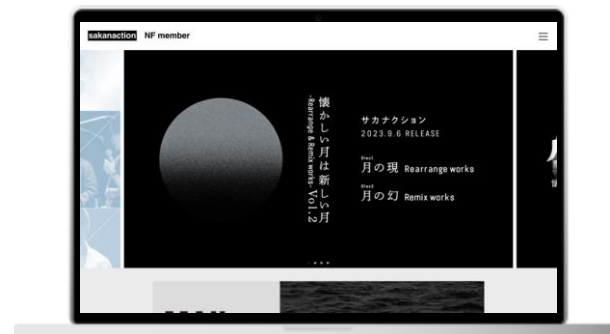 sakanaction NF member
懐かしい月は新しい月 Vol.2
-Rearrange & Remix works-
サカナクション
2023.9.6 RELEASE
月の現 Rearrange works
月の幻 Remix works